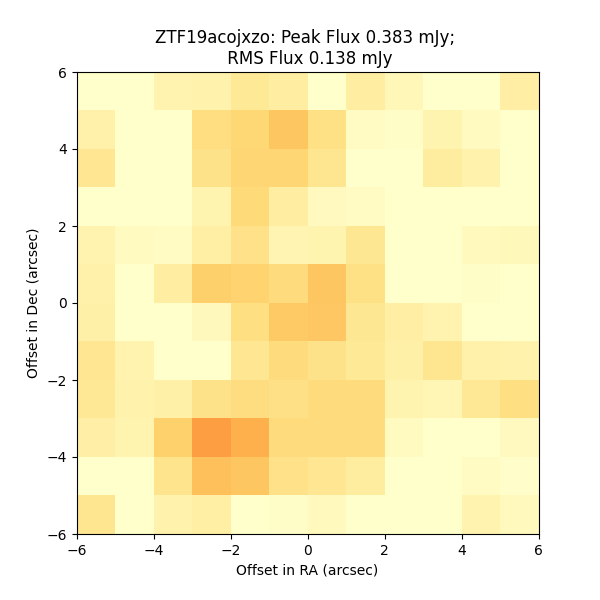 ZTF19acojxzo: Peak Flux 0.383 mJy;
RMS Flux 0.138 mJy
6
4
2
0
−2
−4
−6
Offset in Dec (arcsec)
−6 −4 −2 0 2 4 6
Offset in RA (arcsec)